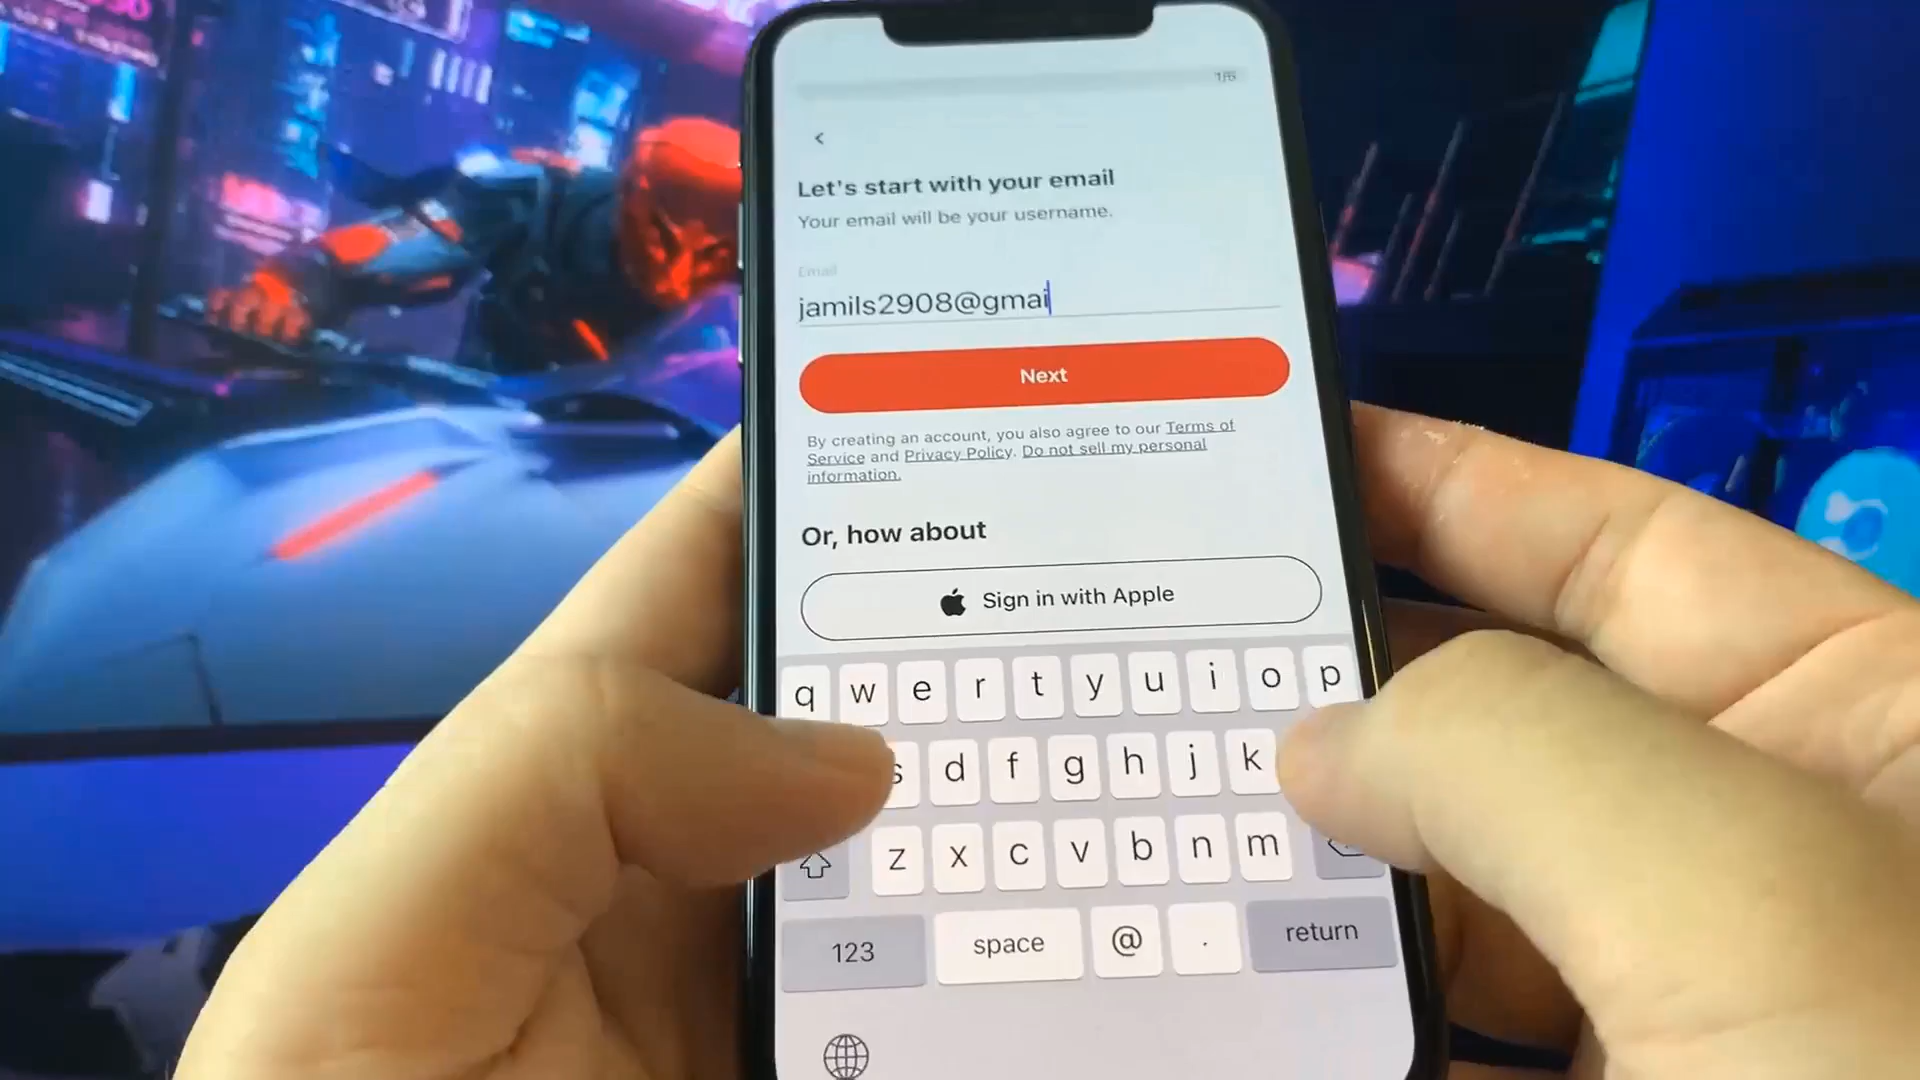 1/6
<
Let's start with your email
Your email will be your username.
Email
jamils2908@gmai
Next
By creating an account, you also agree to our Terms of
Service and Privacy Policy. Do not sell my personal
information.
Or, how about
Sign in with Apple
q w e r t y u i o p
s d f g h j k
z x c v b n m
123 space @ . return